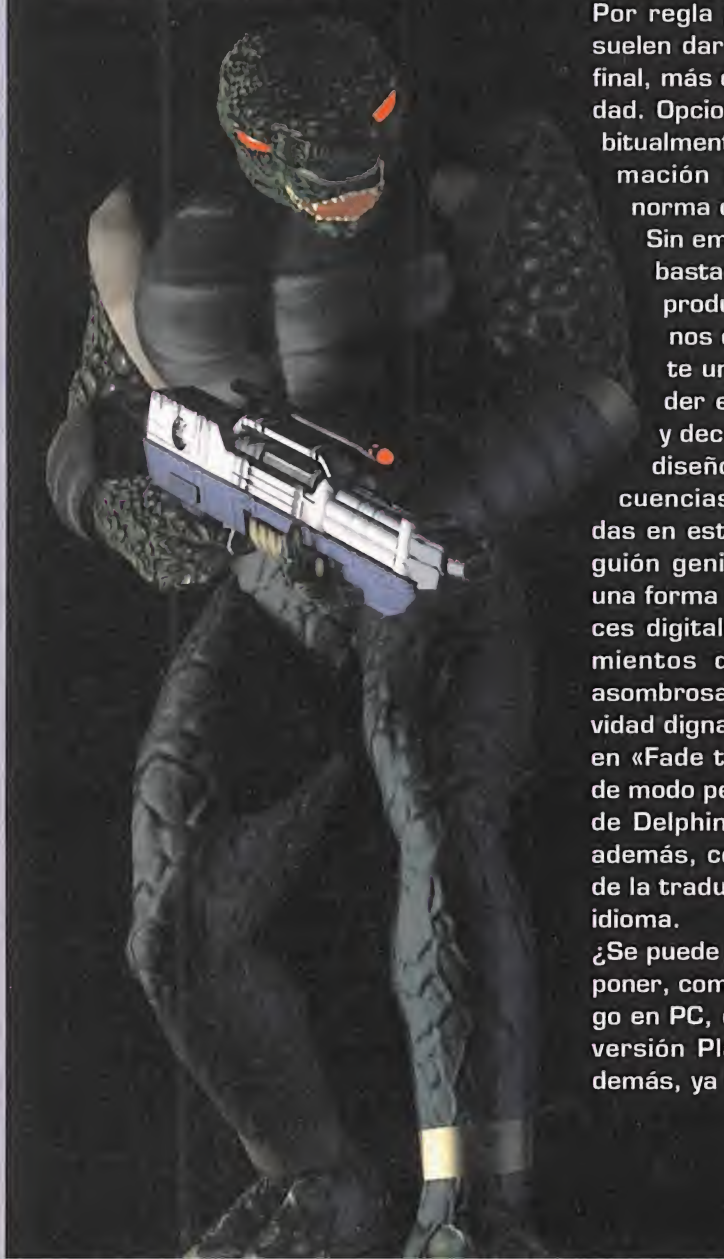 Por regla
suelen dar
final, más
dad. Opcio
bitualment
mación
norma
Sin em
basta
produ
nos
te un
der
y dec
diseño
cuencias
das en est
guión geni
una forma
ces digital
mientos
asombrosa
vidad digna
en «Fade t
de modo pe
de Delphin
además, c
de la tradu
idioma.
¿Se puede
poner, com
go en PC,
versión Pl
demás, ya